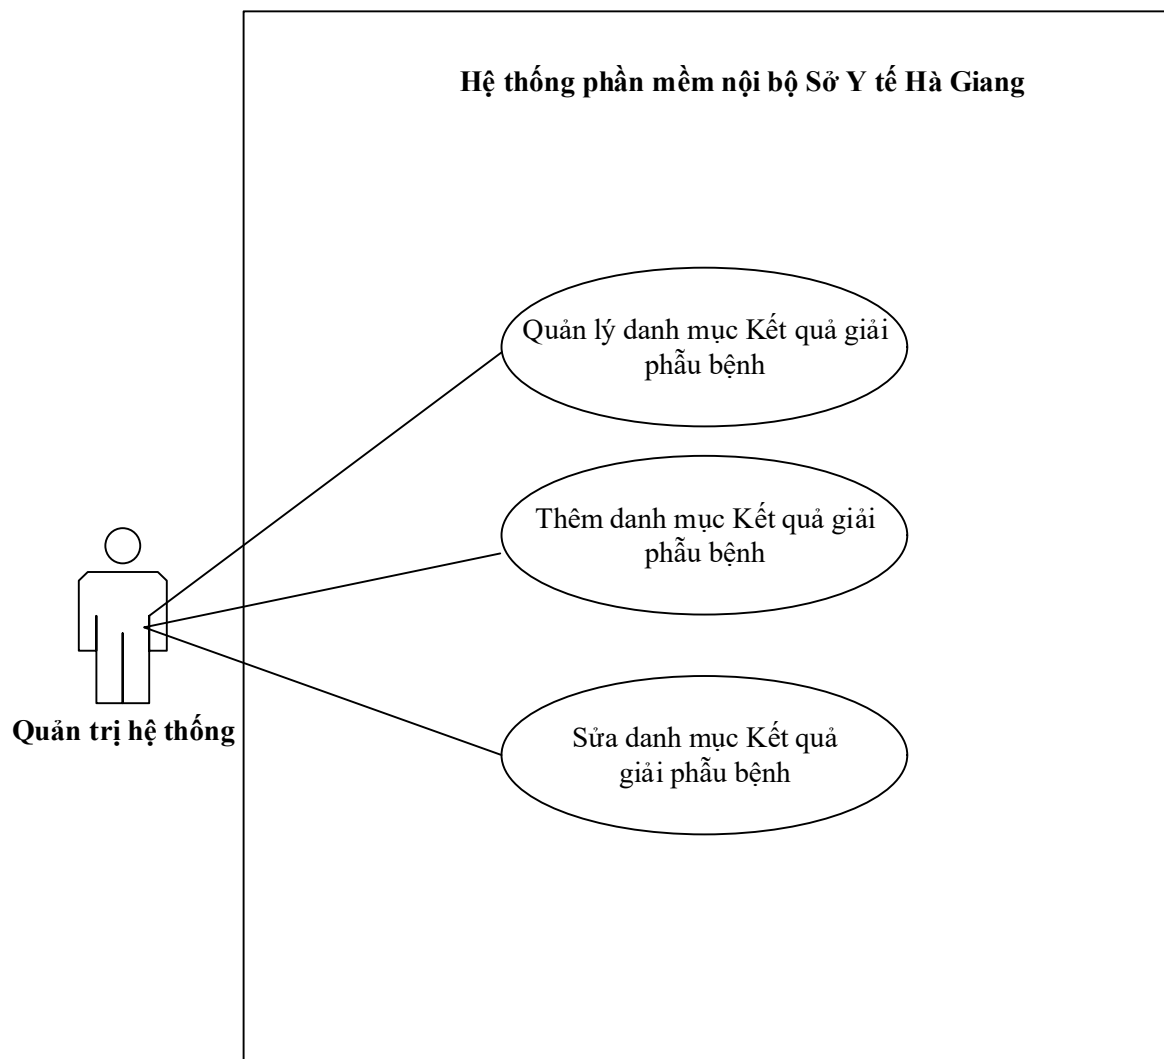 Hệ thống phần mềm nội bộ Sở Y tế Hà Giang
Quản lý danh mục Kết quả giải
phẫu bệnh
Thêm danh mục Kết quả giải
phẫu bệnh
Quản trị hệ thống
Sửa danh mục Kết quả
giải phẫu bệnh